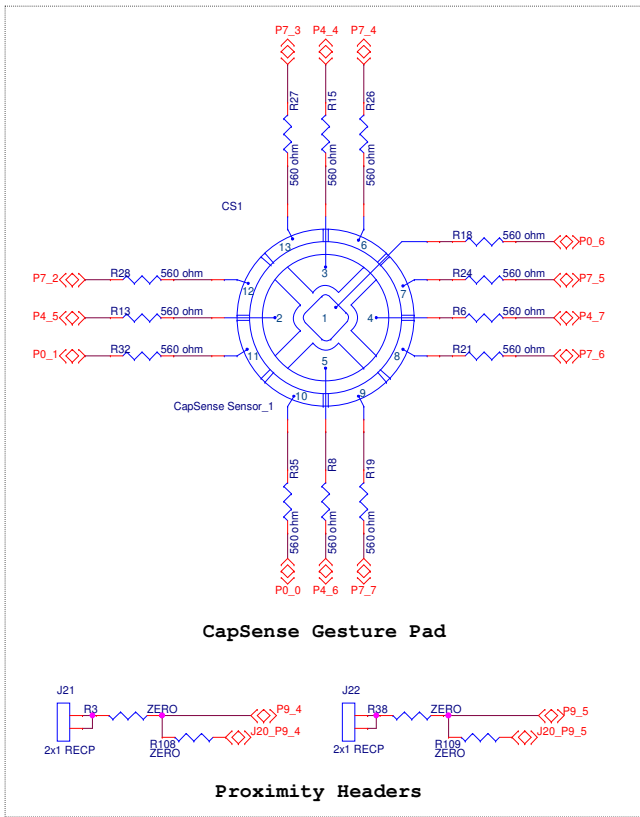 P7_3 P4_4 P7_4
R27 R15 R26
560 ohm 560 ohm 560 ohm
CS1
13 6
R18 560 ohm P0_6
3
P7_2 R28 560 ohm 12
7 R24 560 ohm P7_5
P4_5 R13 560 ohm 2 1 4 R6 560 ohm P4_7
P0_1 R32 560 ohm 11
8 R21 560 ohm P7_6
5
10 9
CapSense Sensor_1
R35 R8 R19
560 ohm 560 ohm 560 ohm
P0_0 P4_6 P7_7
CapSense Gesture Pad
J21 J22
R3 ZERO P9_4 R38 ZERO P9_5
R108 J20_P9_4 R109 J20_P9_5
2x1 RECP ZERO 2x1 RECP ZERO
Proximity Headers